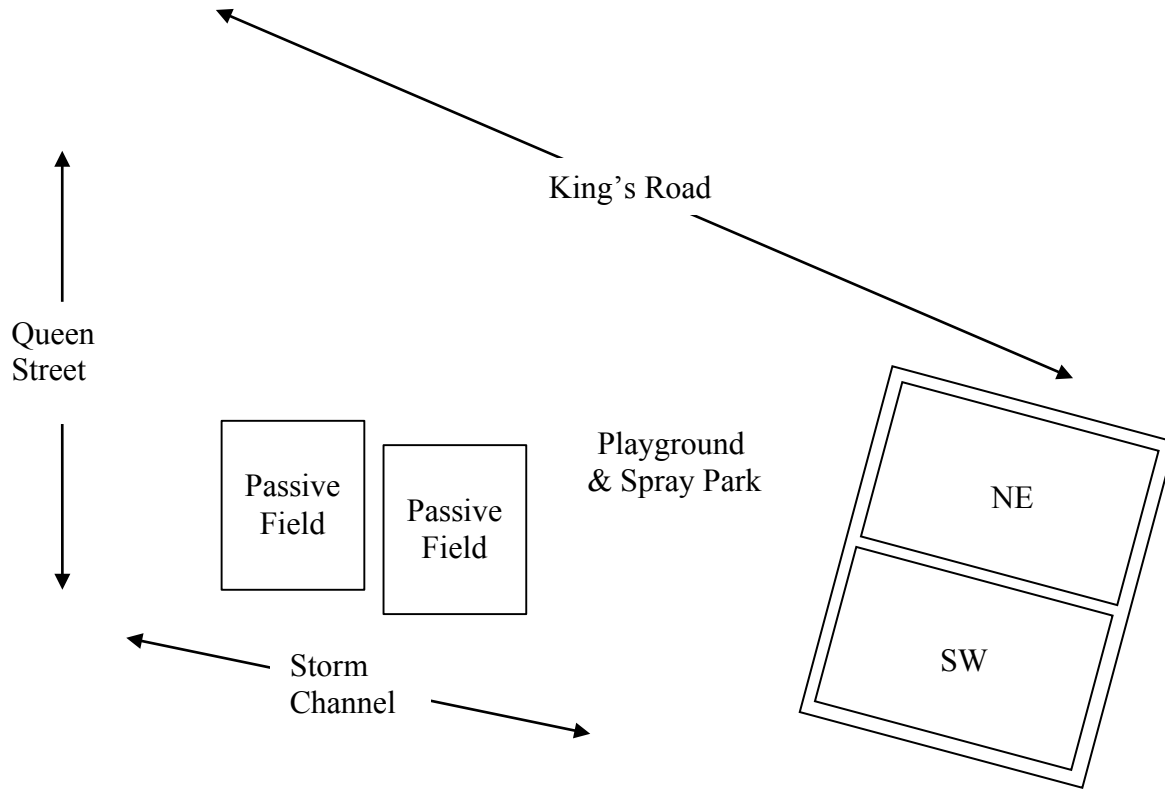 King’s Road
Queen
Street
Passive
Field
Passive
Field
Playground
& Spray Park
NE
SW
Storm
Channel